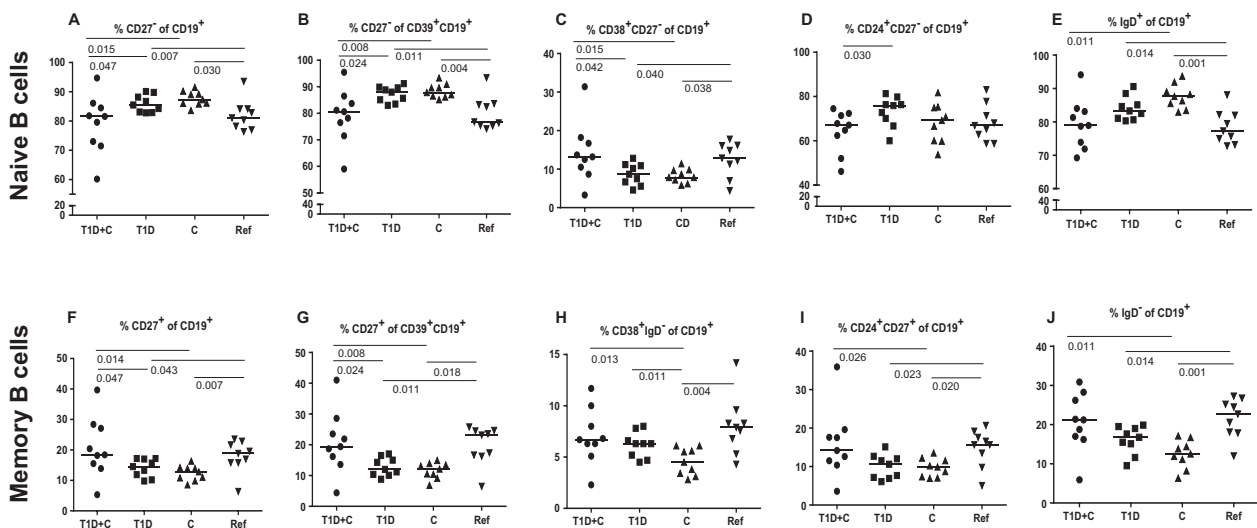 Naive B cells
A
% CD27⁻ of CD19⁺
0.015
0.007
0.047
0.030
100
90
80
70
60
20
0
T1D+C T1D C Ref
B
% CD27⁻ of CD39⁺CD19⁺
0.008
0.011
0.024
0.004
100
90
80
70
60
50
20
0
T1D+C T1D C Ref
C
% CD38⁺CD27⁻ of CD19⁺
0.015
0.042
0.040
0.038
40
30
20
10
0
T1D+C T1D CD Ref
D
% CD24⁺CD27⁻ of CD19⁺
0.030
100
80
60
40
20
0
T1D+C T1D C Ref
E
% IgD⁺ of CD19⁺
0.011
0.014
0.001
100
90
80
70
60
20
0
T1D+C T1D C Ref
Memory B cells
F
% CD27⁺ of CD19⁺
0.014
0.047
0.043
0.007
50
40
30
20
10
0
T1D+C T1D C Ref
G
% CD27⁺ of CD39⁺CD19⁺
0.008
0.018
0.024
0.011
50
40
30
20
10
0
T1D+C T1D C Ref
H
% CD38⁺IgD⁻ of CD19⁺
0.013
0.011
0.004
15
10
5
0
T1D+C T1D C Ref
I
% CD24⁺CD27⁺ of CD19⁺
0.026
0.023
0.020
40
30
20
10
0
T1D+C T1D C Ref
J
% IgD⁻ of CD19⁺
0.011
0.014
0.001
40
30
20
10
0
T1D+C T1D C Ref